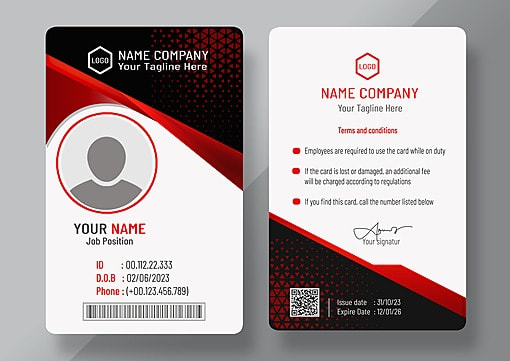 LOGO
NAME COMPANY
Your Tagline Here
YOUR NAME
Job Position
ID : 00.112.22.333
D.O.B : 02/06/2023
Phone : (+00.123.456.789)
LOGO
NAME COMPANY
Your Tagline Here
Terms and conditions
Employees are required to use the card while on duty
If the card is lost or damaged, an additional fee
will be charged according to regulations
If you find this card, call the number listed below
Your signatur
Issue date : 31/10/23
Expire Date : 12/01/26